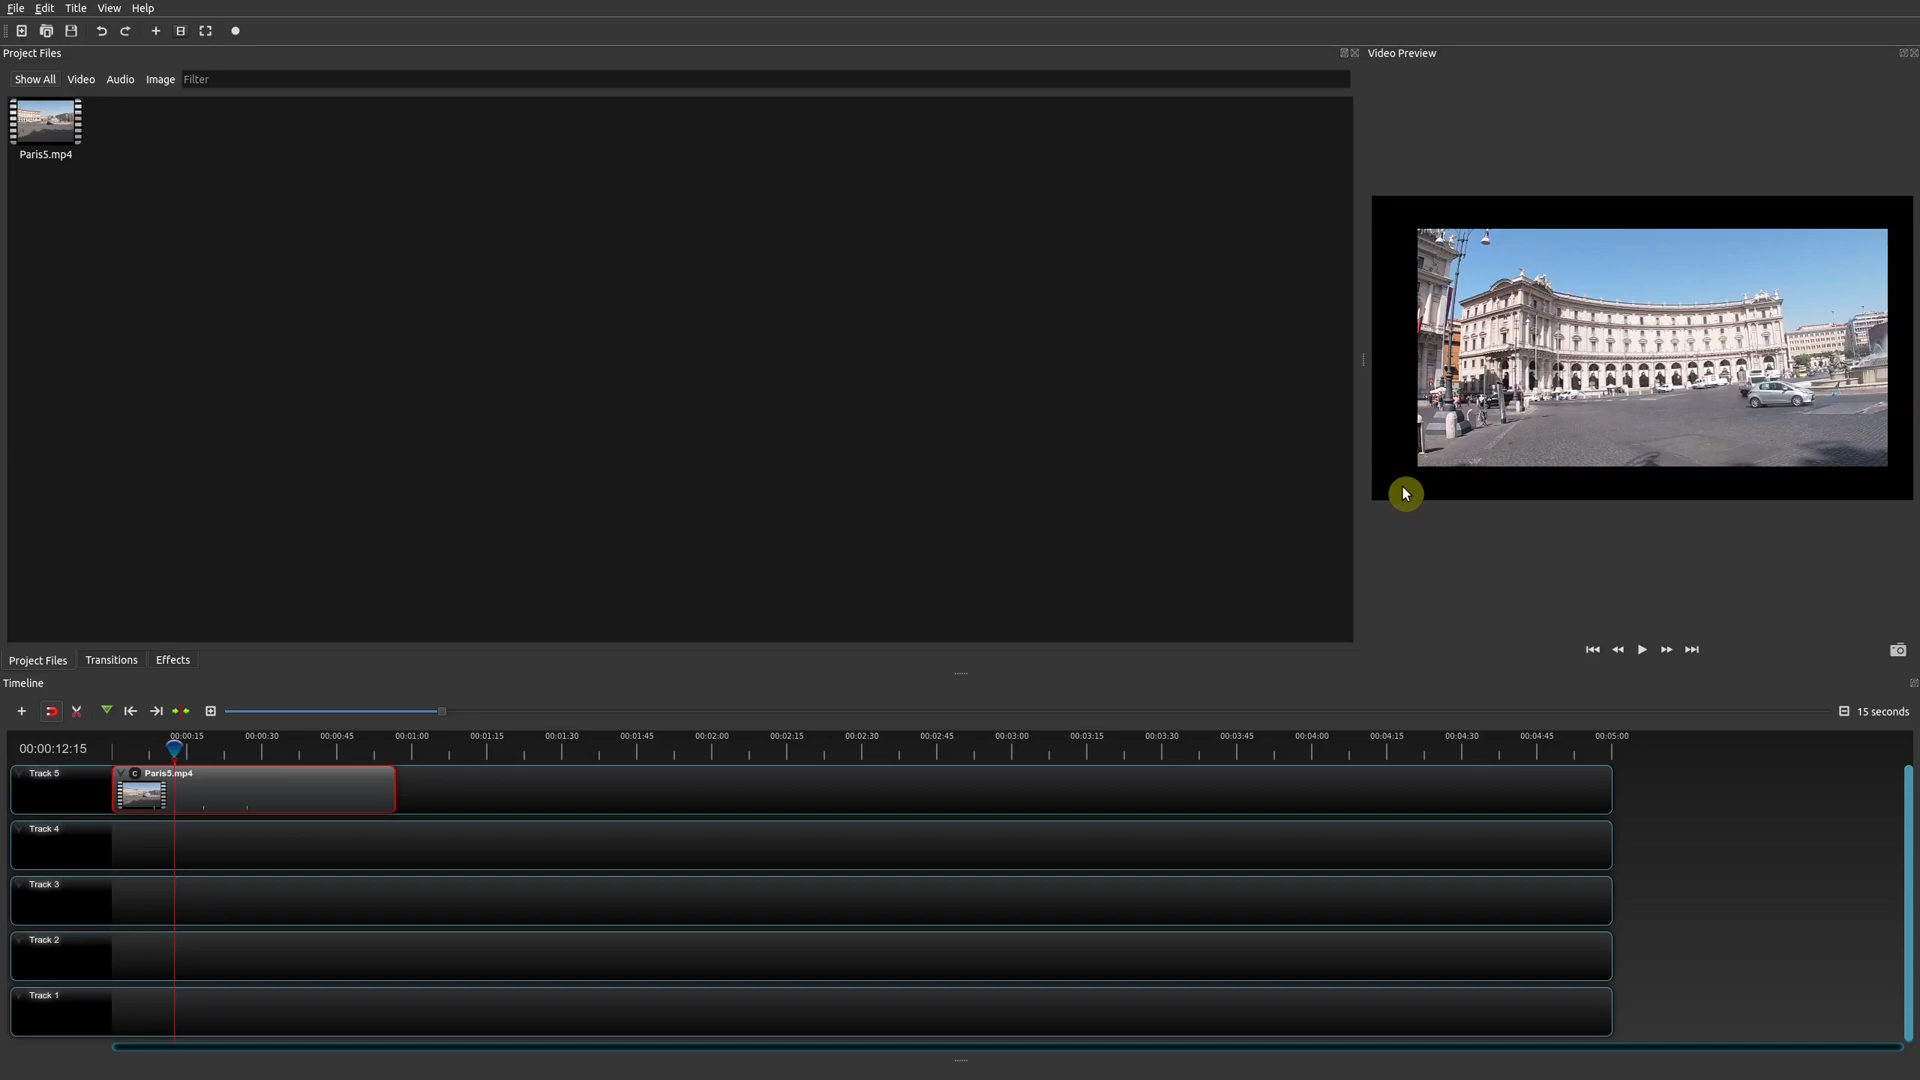 File Edit Title View Help
Project Files
Video Preview
Show All Video Audio Image Filter
Paris5.mp4
Project Files Transitions Effects
Timeline
15 seconds
00:00:12:15
00:00:15 00:00:30 00:00:45 00:01:00 00:01:15 00:01:30 00:01:45 00:02:00 00:02:15 00:02:30 00:02:45 00:03:00 00:03:15 00:03:30 00:03:45 00:04:00 00:04:15 00:04:30 00:04:45 00:05:00
Track 5
C Paris5.mp4
Track 4
Track 3
Track 2
Track 1